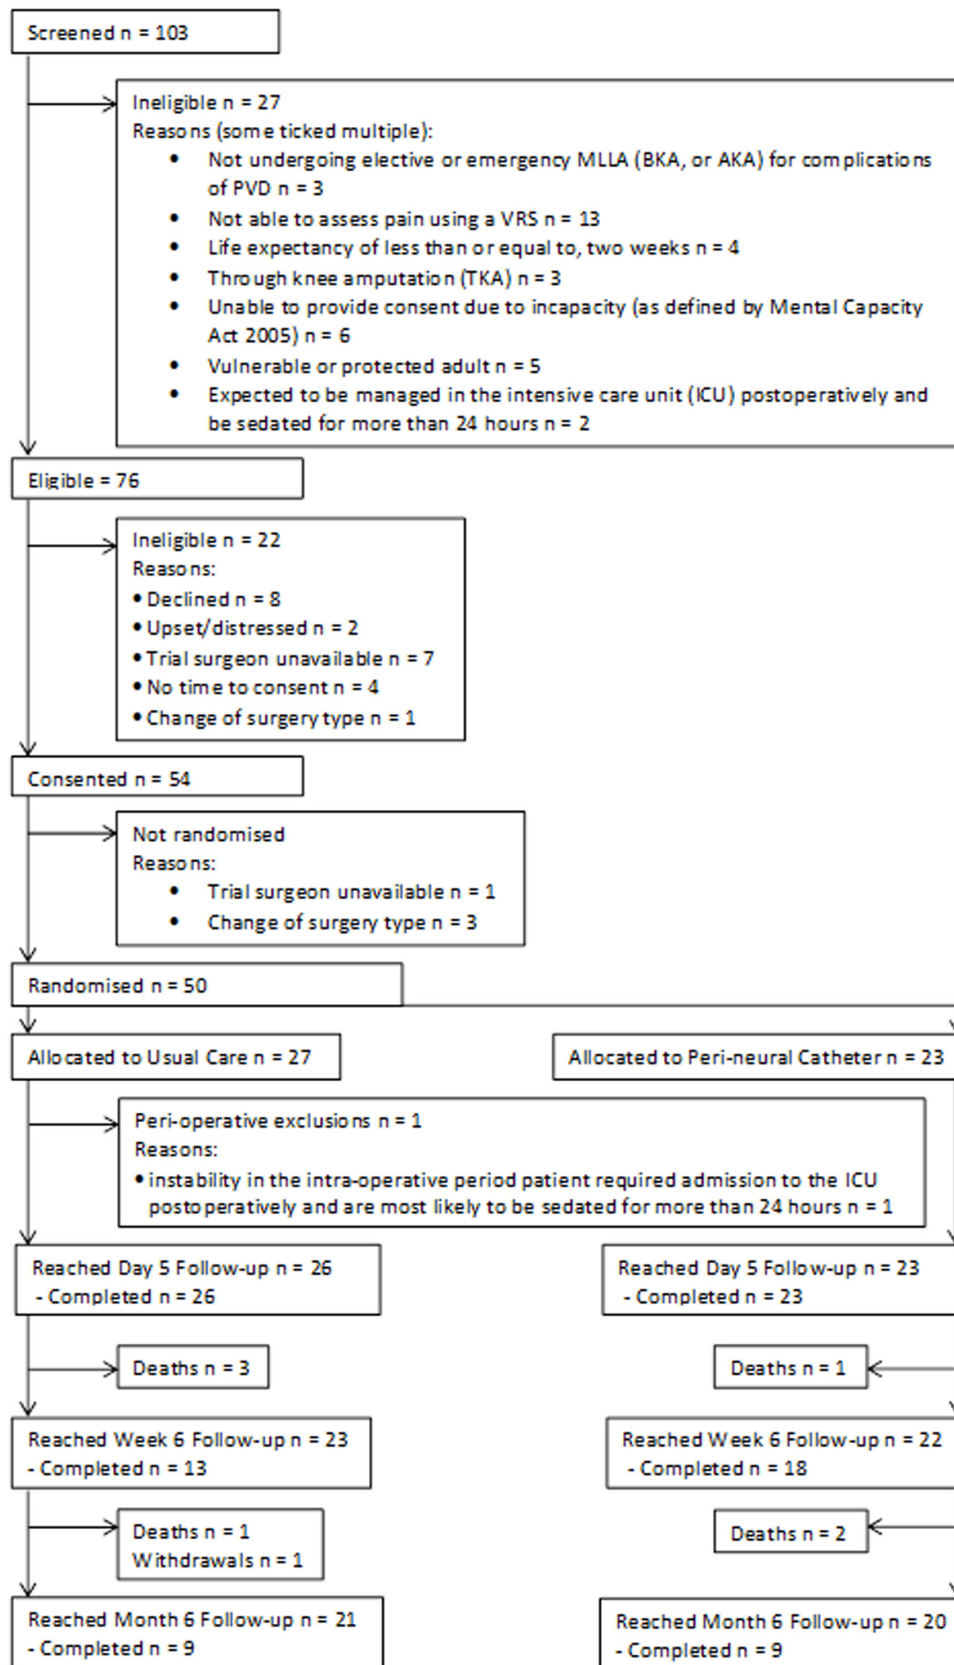 Screened n = 103
Ineligible n = 27
Reasons (some ticked multiple):
• Not undergoing elective or emergency MLLA (BKA, or AKA) for complications
of PVD n = 3
• Not able to assess pain using a VRS n = 13
• Life expectancy of less than or equal to, two weeks n = 4
• Through knee amputation (TKA) n = 3
• Unable to provide consent due to incapacity (as defined by Mental Capacity
Act 2005) n = 6
• Vulnerable or protected adult n = 5
• Expected to be managed in the intensive care unit (ICU) postoperatively and
be sedated for more than 24 hours n = 2
Eligible = 76
Ineligible n = 22
Reasons:
• Declined n = 8
• Upset/distressed n = 2
• Trial surgeon unavailable n = 7
• No time to consent n = 4
• Change of surgery type n = 1
Consented n = 54
Not randomised
Reasons:
• Trial surgeon unavailable n = 1
• Change of surgery type n = 3
Randomised n = 50
Allocated to Usual Care n = 27
Allocated to Peri-neural Catheter n = 23
Peri-operative exclusions n = 1
Reasons:
• instability in the intra-operative period patient required admission to the ICU
postoperatively and are most likely to be sedated for more than 24 hours n = 1
Reached Day 5 Follow-up n = 26
- Completed n = 26
Reached Day 5 Follow-up n = 23
- Completed n = 23
Deaths n = 3
Deaths n = 1
Reached Week 6 Follow-up n = 23
- Completed n = 13
Reached Week 6 Follow-up n = 22
- Completed n = 18
Deaths n = 1
Withdrawals n = 1
Deaths n = 2
Reached Month 6 Follow-up n = 21
- Completed n = 9
Reached Month 6 Follow-up n = 20
- Completed n = 9